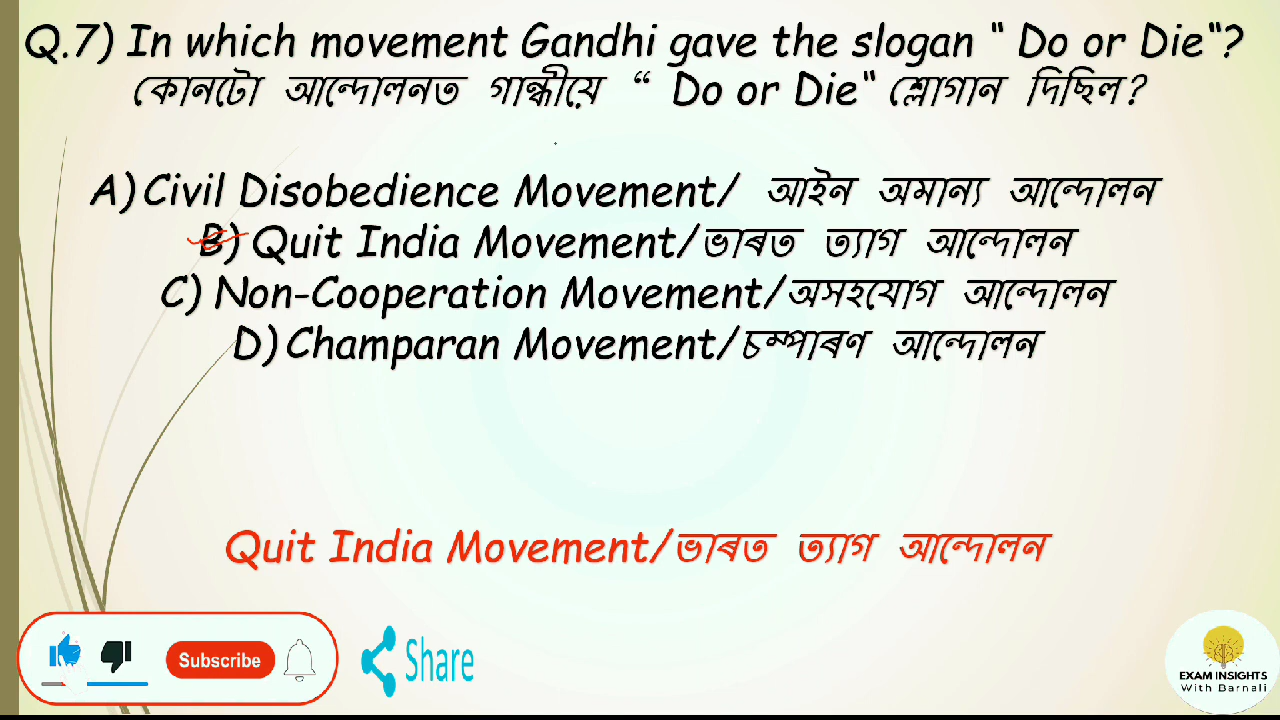 Q.7) In which movement Gandhi gave the slogan “ Do or Die“?
কোনটো আন্দোলনত গান্ধীয়ে “ Do or Die“ শ্লোগান দিছিল?
A) Civil Disobedience Movement/ আইন অমান্য আন্দোলন
B) Quit India Movement/ভাৰত ত্যাগ আন্দোলন
C) Non-Cooperation Movement/অসহযোগ আন্দোলন
D) Champaran Movement/চম্পাৰণ আন্দোলন
Quit India Movement/ভাৰত ত্যাগ আন্দোলন
Subscribe
Share
EXAM INSIGHTS
With Barnali